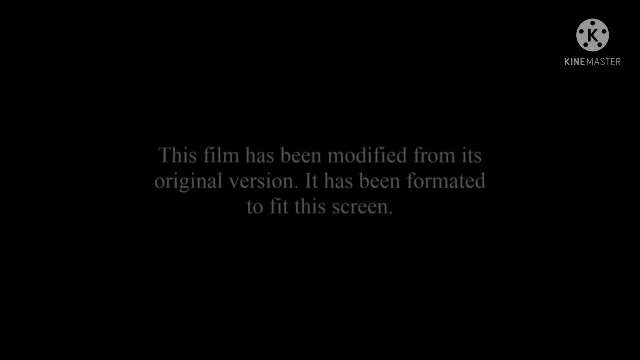 KINEMASTER
This film has been modified from its
original version. It has been formated
to fit this screen.